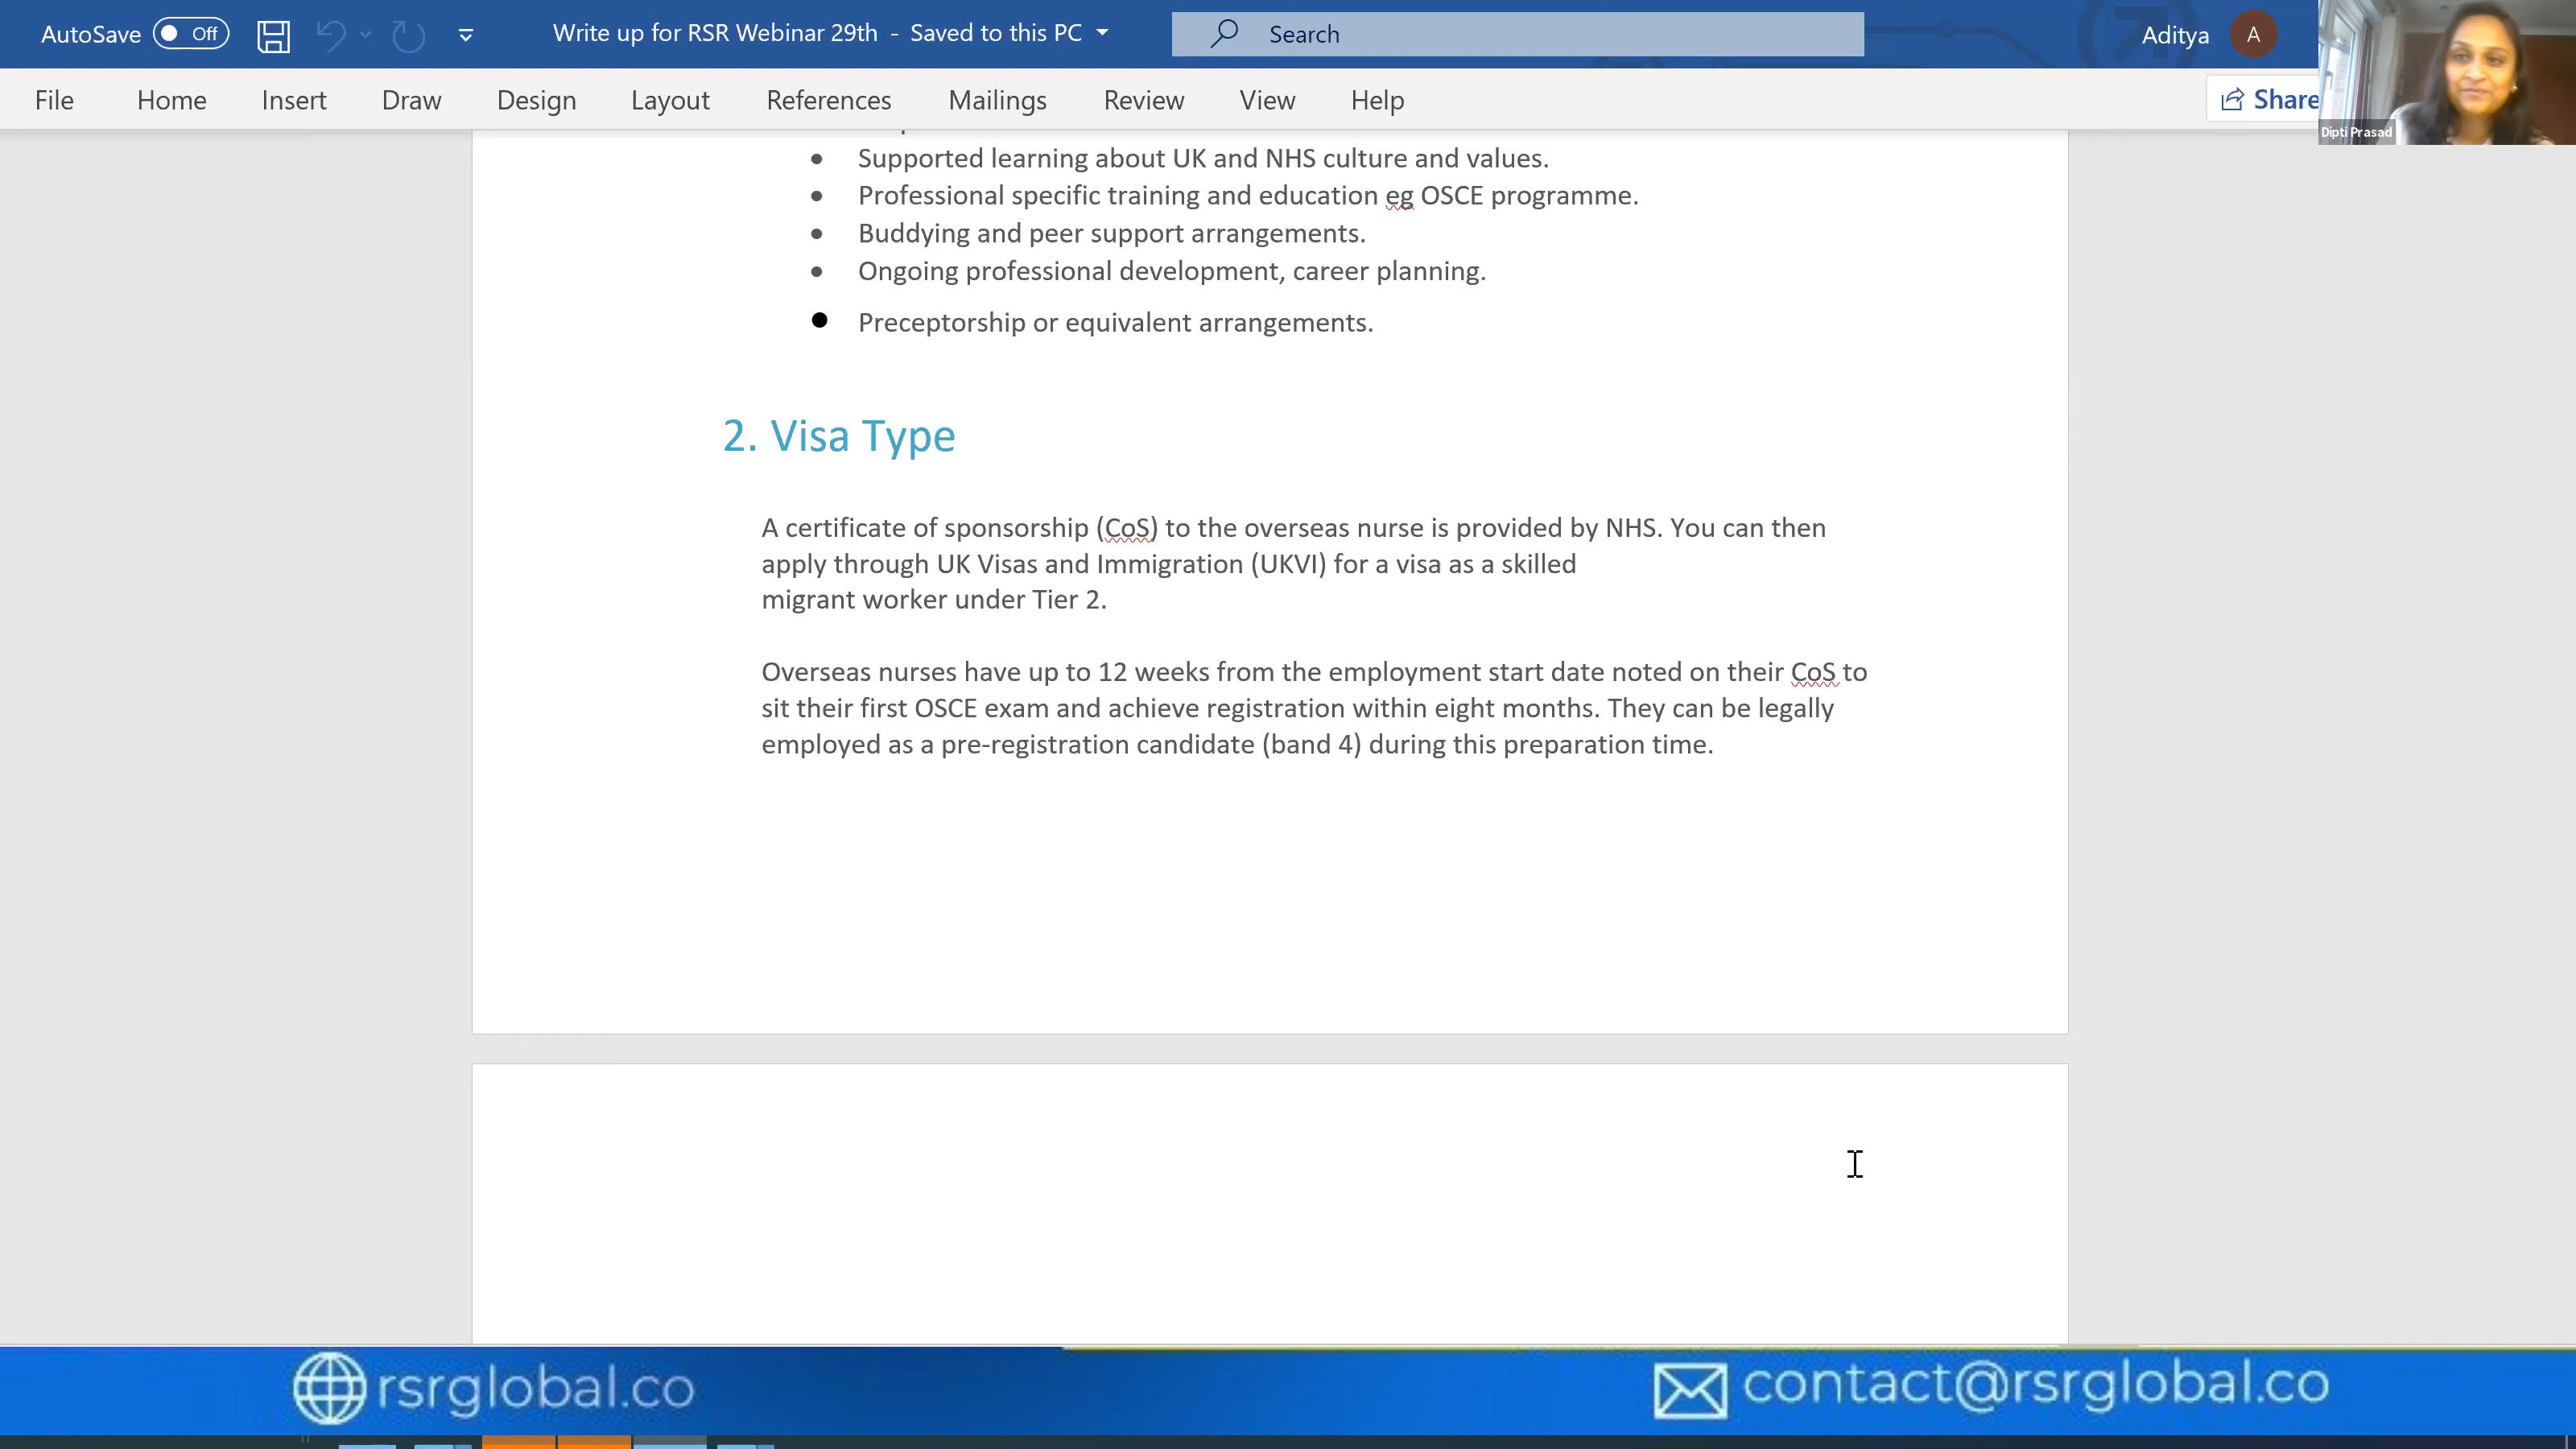 AutoSave Off Write up for RSR Webinar 29th - Saved to this PC Search Aditya A
File Home Insert Draw Design Layout References Mailings Review View Help Share
Dipti Prasad
• Supported learning about UK and NHS culture and values.
• Professional specific training and education eg OSCE programme.
• Buddying and peer support arrangements.
• Ongoing professional development, career planning.
• Preceptorship or equivalent arrangements.
2. Visa Type
A certificate of sponsorship (CoS) to the overseas nurse is provided by NHS. You can then
apply through UK Visas and Immigration (UKVI) for a visa as a skilled
migrant worker under Tier 2.
Overseas nurses have up to 12 weeks from the employment start date noted on their CoS to
sit their first OSCE exam and achieve registration within eight months. They can be legally
employed as a pre-registration candidate (band 4) during this preparation time.
rsrglobal.co contact@rsrglobal.co